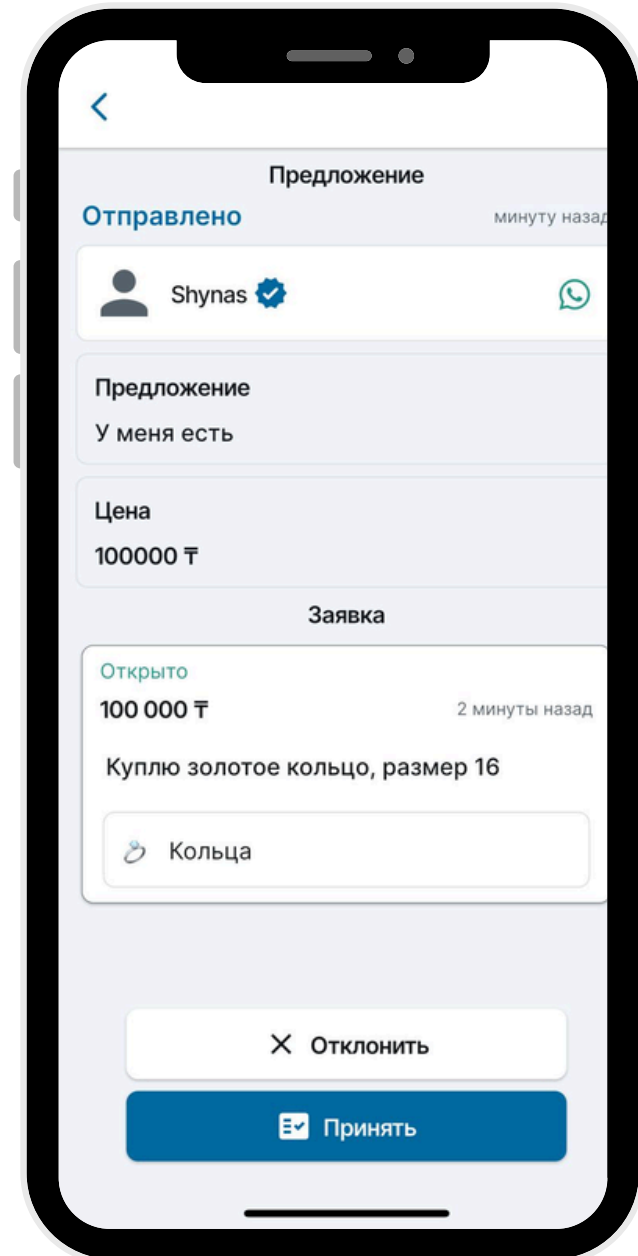 Предложение
Отправлено
минуту назад
Shynas
Предложение
У меня есть
Цена
100000 ₸
Заявка
Открыто
100 000 ₸
2 минуты назад
Куплю золотое кольцо, размер 16
Кольца
Отклонить
Принять